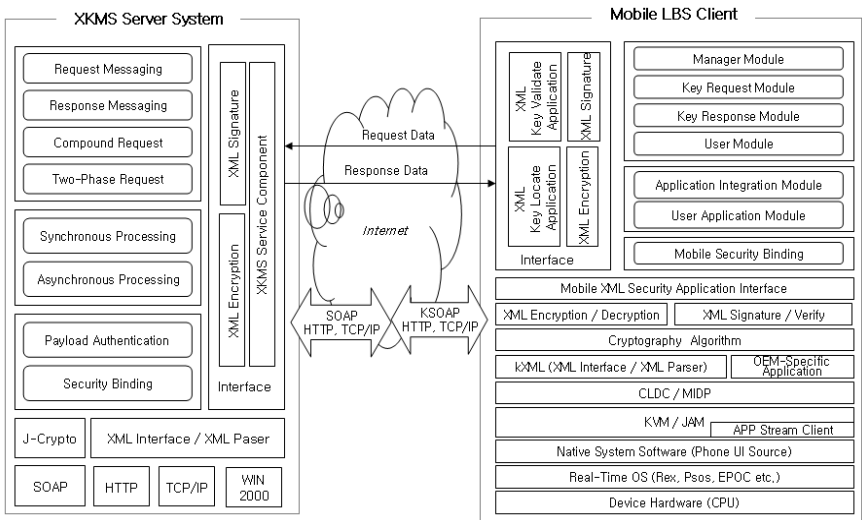 XKMS Server System
Request Messaging
Response Messaging
Compound Request
Two-Phase Request
Synchronous Processing
Asynchronous Processing
Payload Authentication
Security Binding
XML Signature
XML Encryption
XKMS Service Component
Interface
J-Crypto
XML Interface / XML Paser
SOAP
HTTP
TCP/IP
WIN
2000
Request Data
Response Data
Internet
SOAP
HTTP, TCP/IP
KSOAP
HTTP, TCP/IP
Mobile LBS Client
XML
Key Validate
Application
XML Signature
XML
Key Locate
Application
XML Encryption
Interface
Manager Module
Key Request Module
Key Response Module
User Module
Application Integration Module
User Application Module
Mobile Security Binding
Mobile XML Security Application Interface
XML Encryption / Decryption
XML Signature / Verify
Cryptography Algorithm
kXML (XML Interface / XML Parser)
OEM-Specific
Application
CLDC / MIDP
KVM / JAM
APP Stream Client
Native System Software (Phone UI Source)
Real-Time OS (Rex, Psos, EPOC etc,)
Device Hardware (CPU)